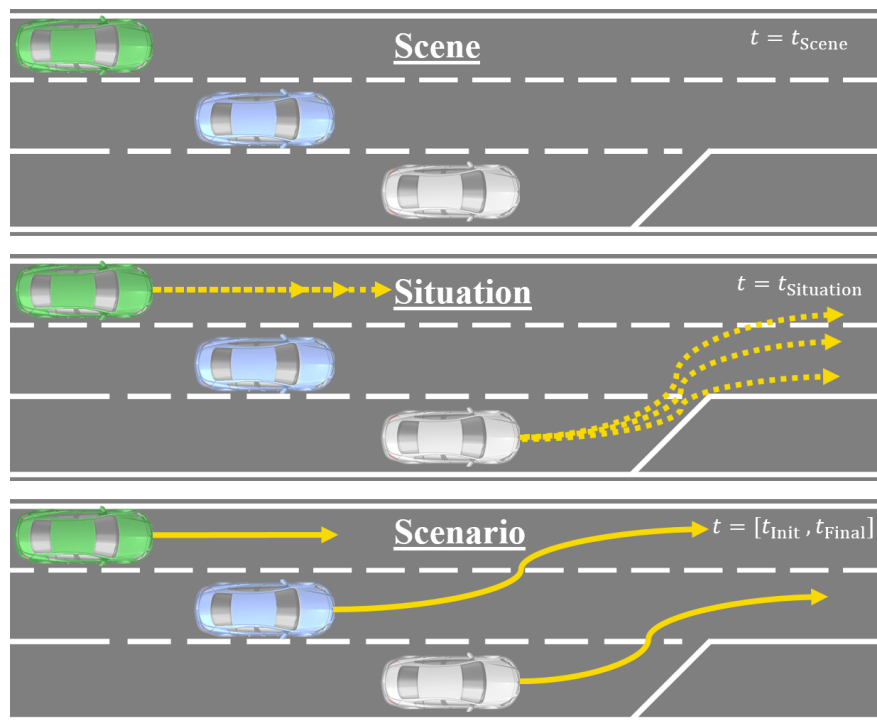 Scene
t = t_Scene
Situation
t = t_Situation
Scenario
t = [t_Init , t_Final]